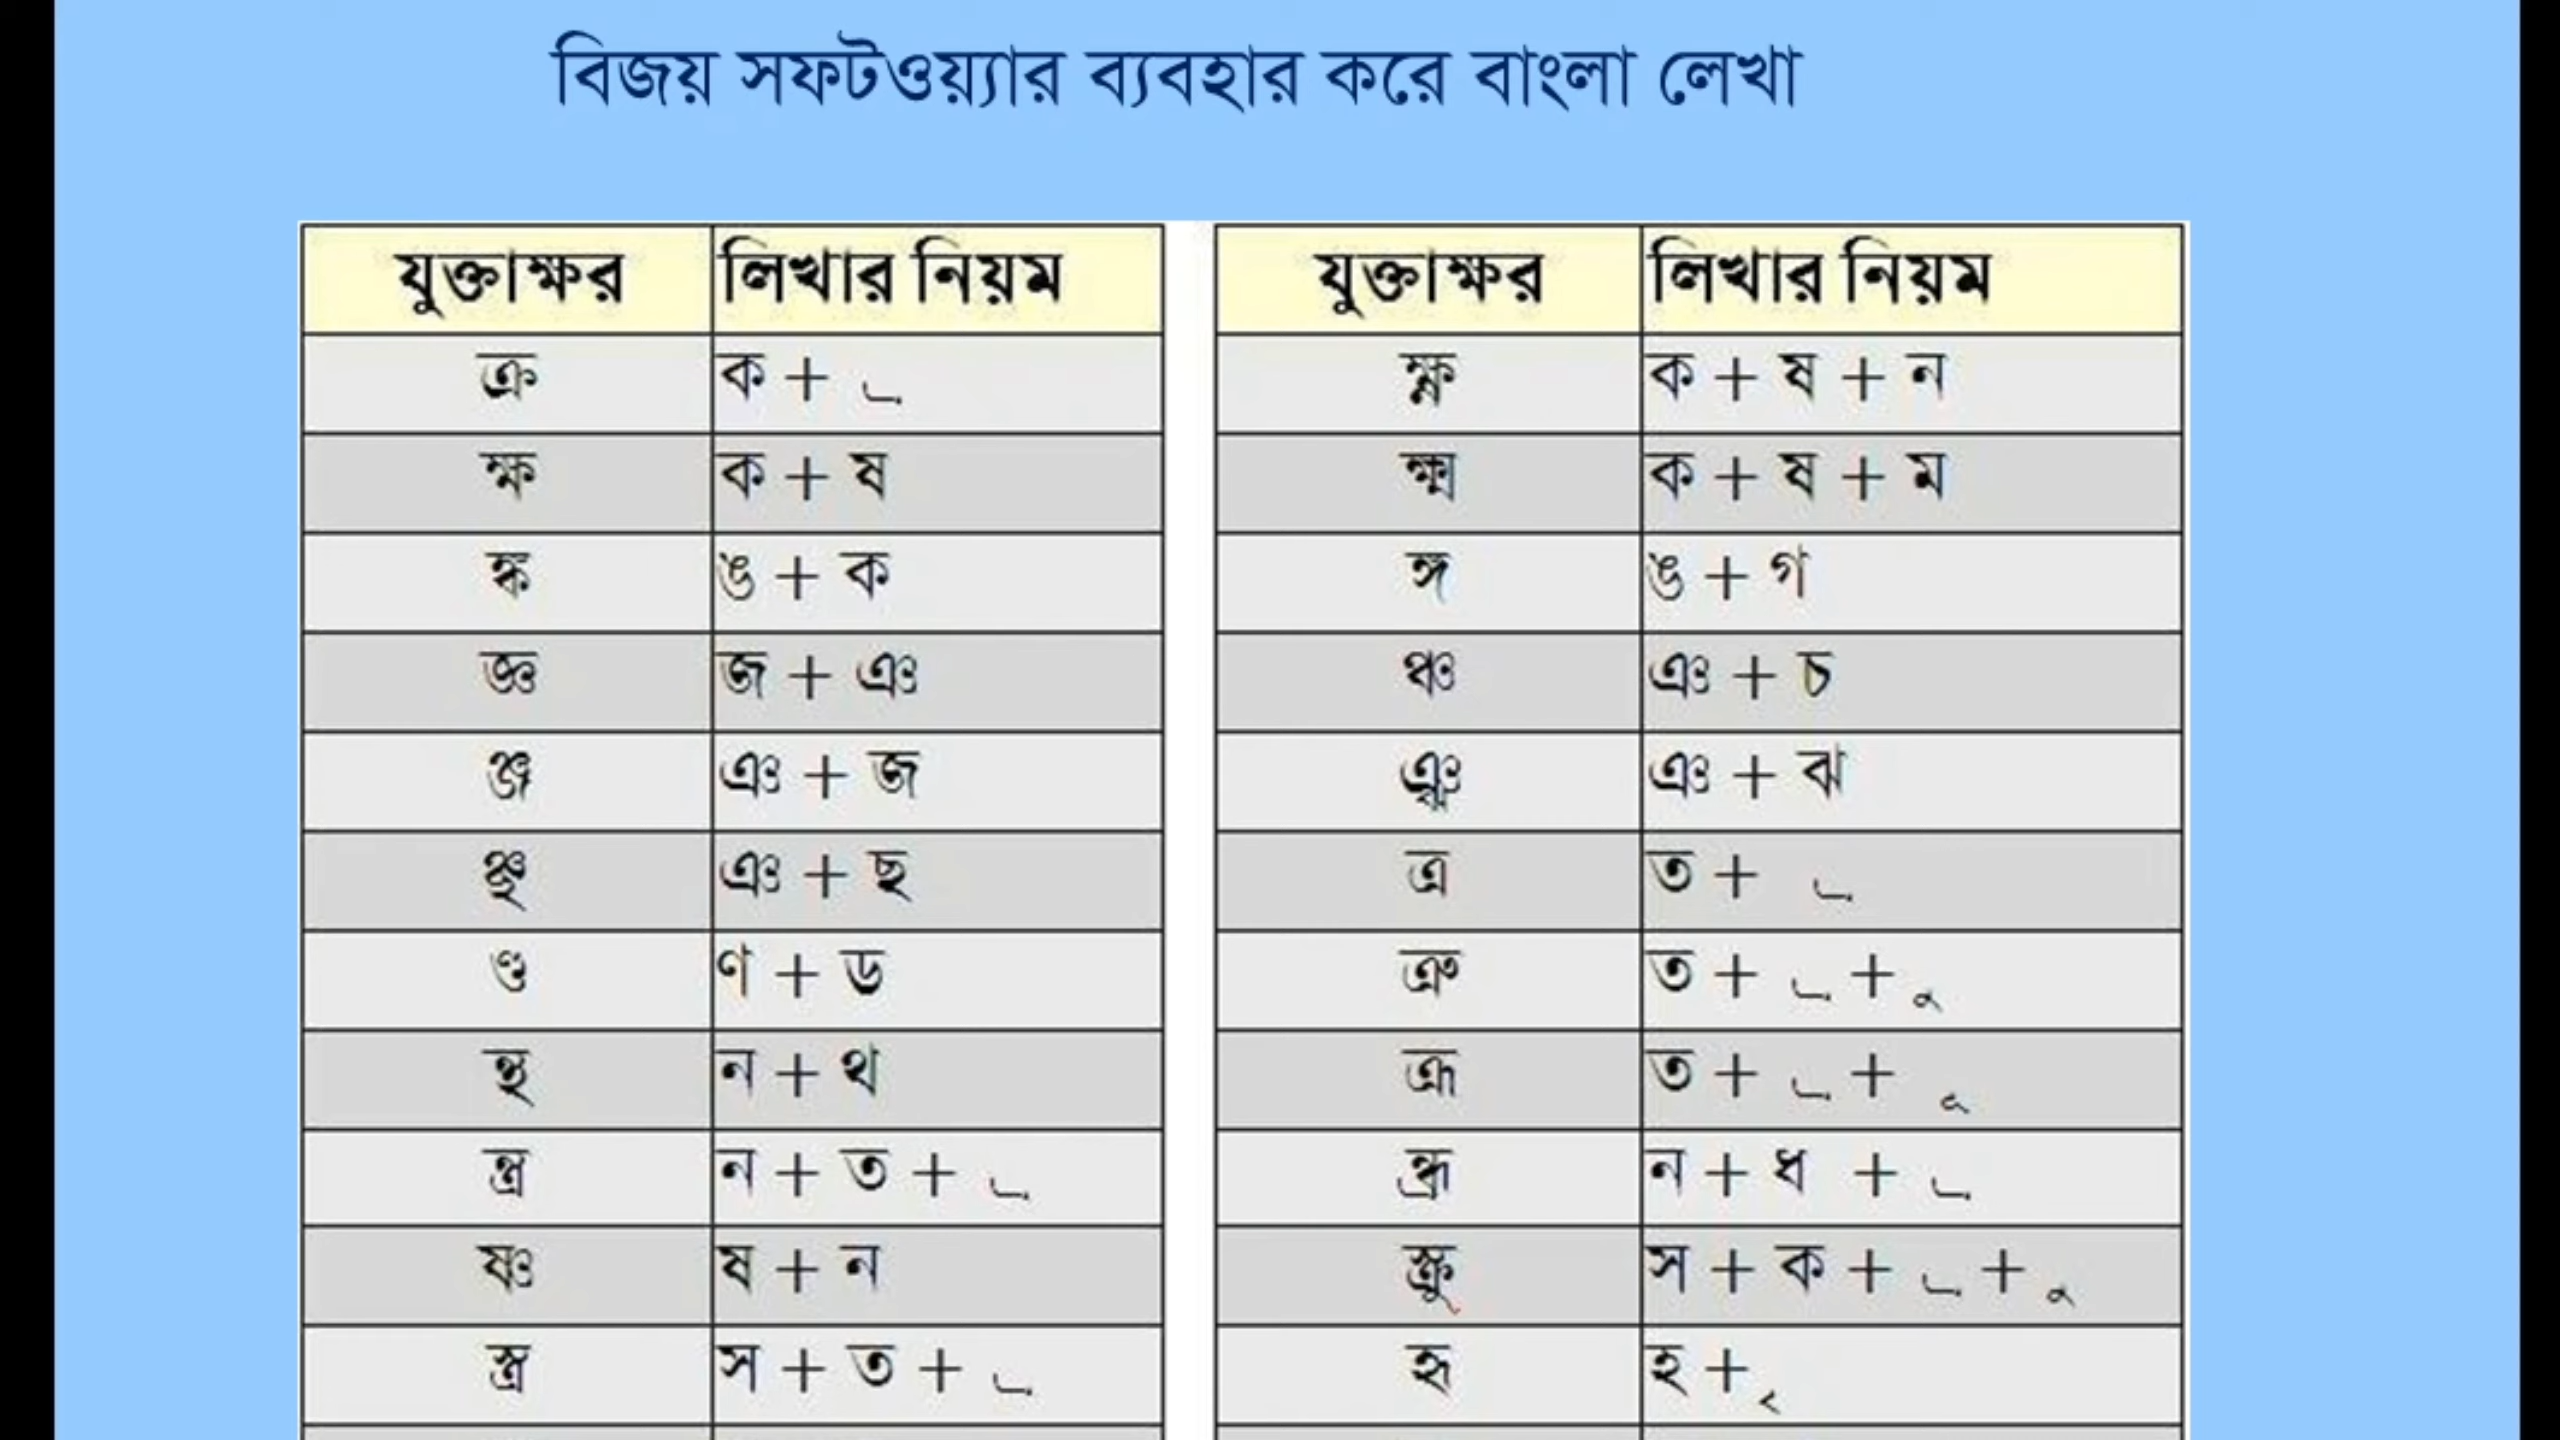 বিজয় সফটওয়্যার ব্যবহার করে বাংলা লেখা
যুক্তাক্ষর লিখার নিয়ম যুক্তাক্ষর লিখার নিয়ম
ক্র ক + ্র ক্ষ্ণ ক + ষ + ন
ক্ষ ক + ষ ক্ষ্ম ক + ষ + ম
ঙ্ক ঙ + ক ঙ্গ ঙ + গ
জ্ঞ জ + ঞ ঞ্চ ঞ + চ
ঞ্জ ঞ + জ ঞ্ঝ ঞ + ঝ
ঞ্ছ ঞ + ছ ত্র ত + ্র
ণ্ড ণ + ড ত্রু ত + ্র + ু
ন্থ ন + থ ত্রূ ত + ্র + ূ
ন্ত্র ন + ত + ্র ন্ধ্র ন + ধ + ্র
ষ্ণ ষ + ন স্ক্রু স + ক + ্র + ু
স্ত্র স + ত + ্র হৃ হ + ৃ